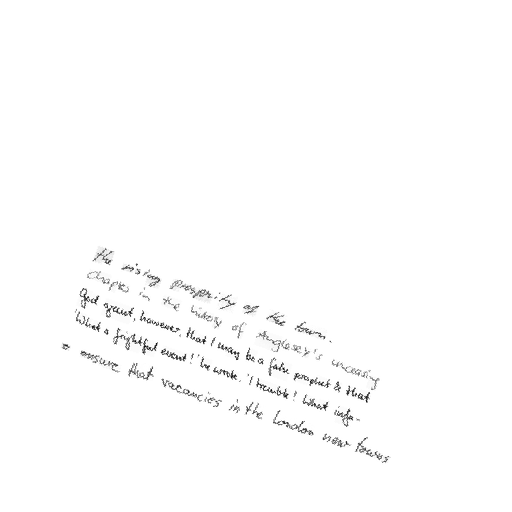 the rising prosperity of the town.
chapter in the history of Anglesey's unceasing
God grant, however, that I may be a false prophet & that
'What a frightful event!' he wrote. 'I tremble! What infa-
to ensure that vacancies in the London new towns